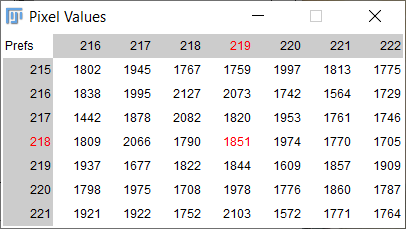 Pixel Values
Prefs 216 217 218 219 220 221 222
215 1802 1945 1767 1759 1997 1813 1775
216 1838 1995 2127 2073 1742 1564 1729
217 1442 1878 2082 1820 1953 1761 1746
218 1809 2066 1790 1851 1974 1770 1705
219 1937 1677 1822 1844 1609 1857 1909
220 1798 1975 1708 1978 1776 1860 1787
221 1921 1922 1752 2103 1572 1771 1764